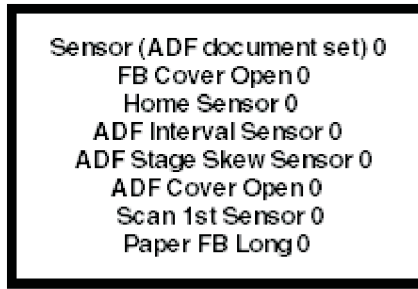 Sensor (ADF document set) 0
FB Cover Open 0
Home Sensor 0
ADF Interval Sensor 0
ADF Stage Skew Sensor 0
ADF Cover Open 0
Scan 1st Sensor 0
Paper FB Long 0